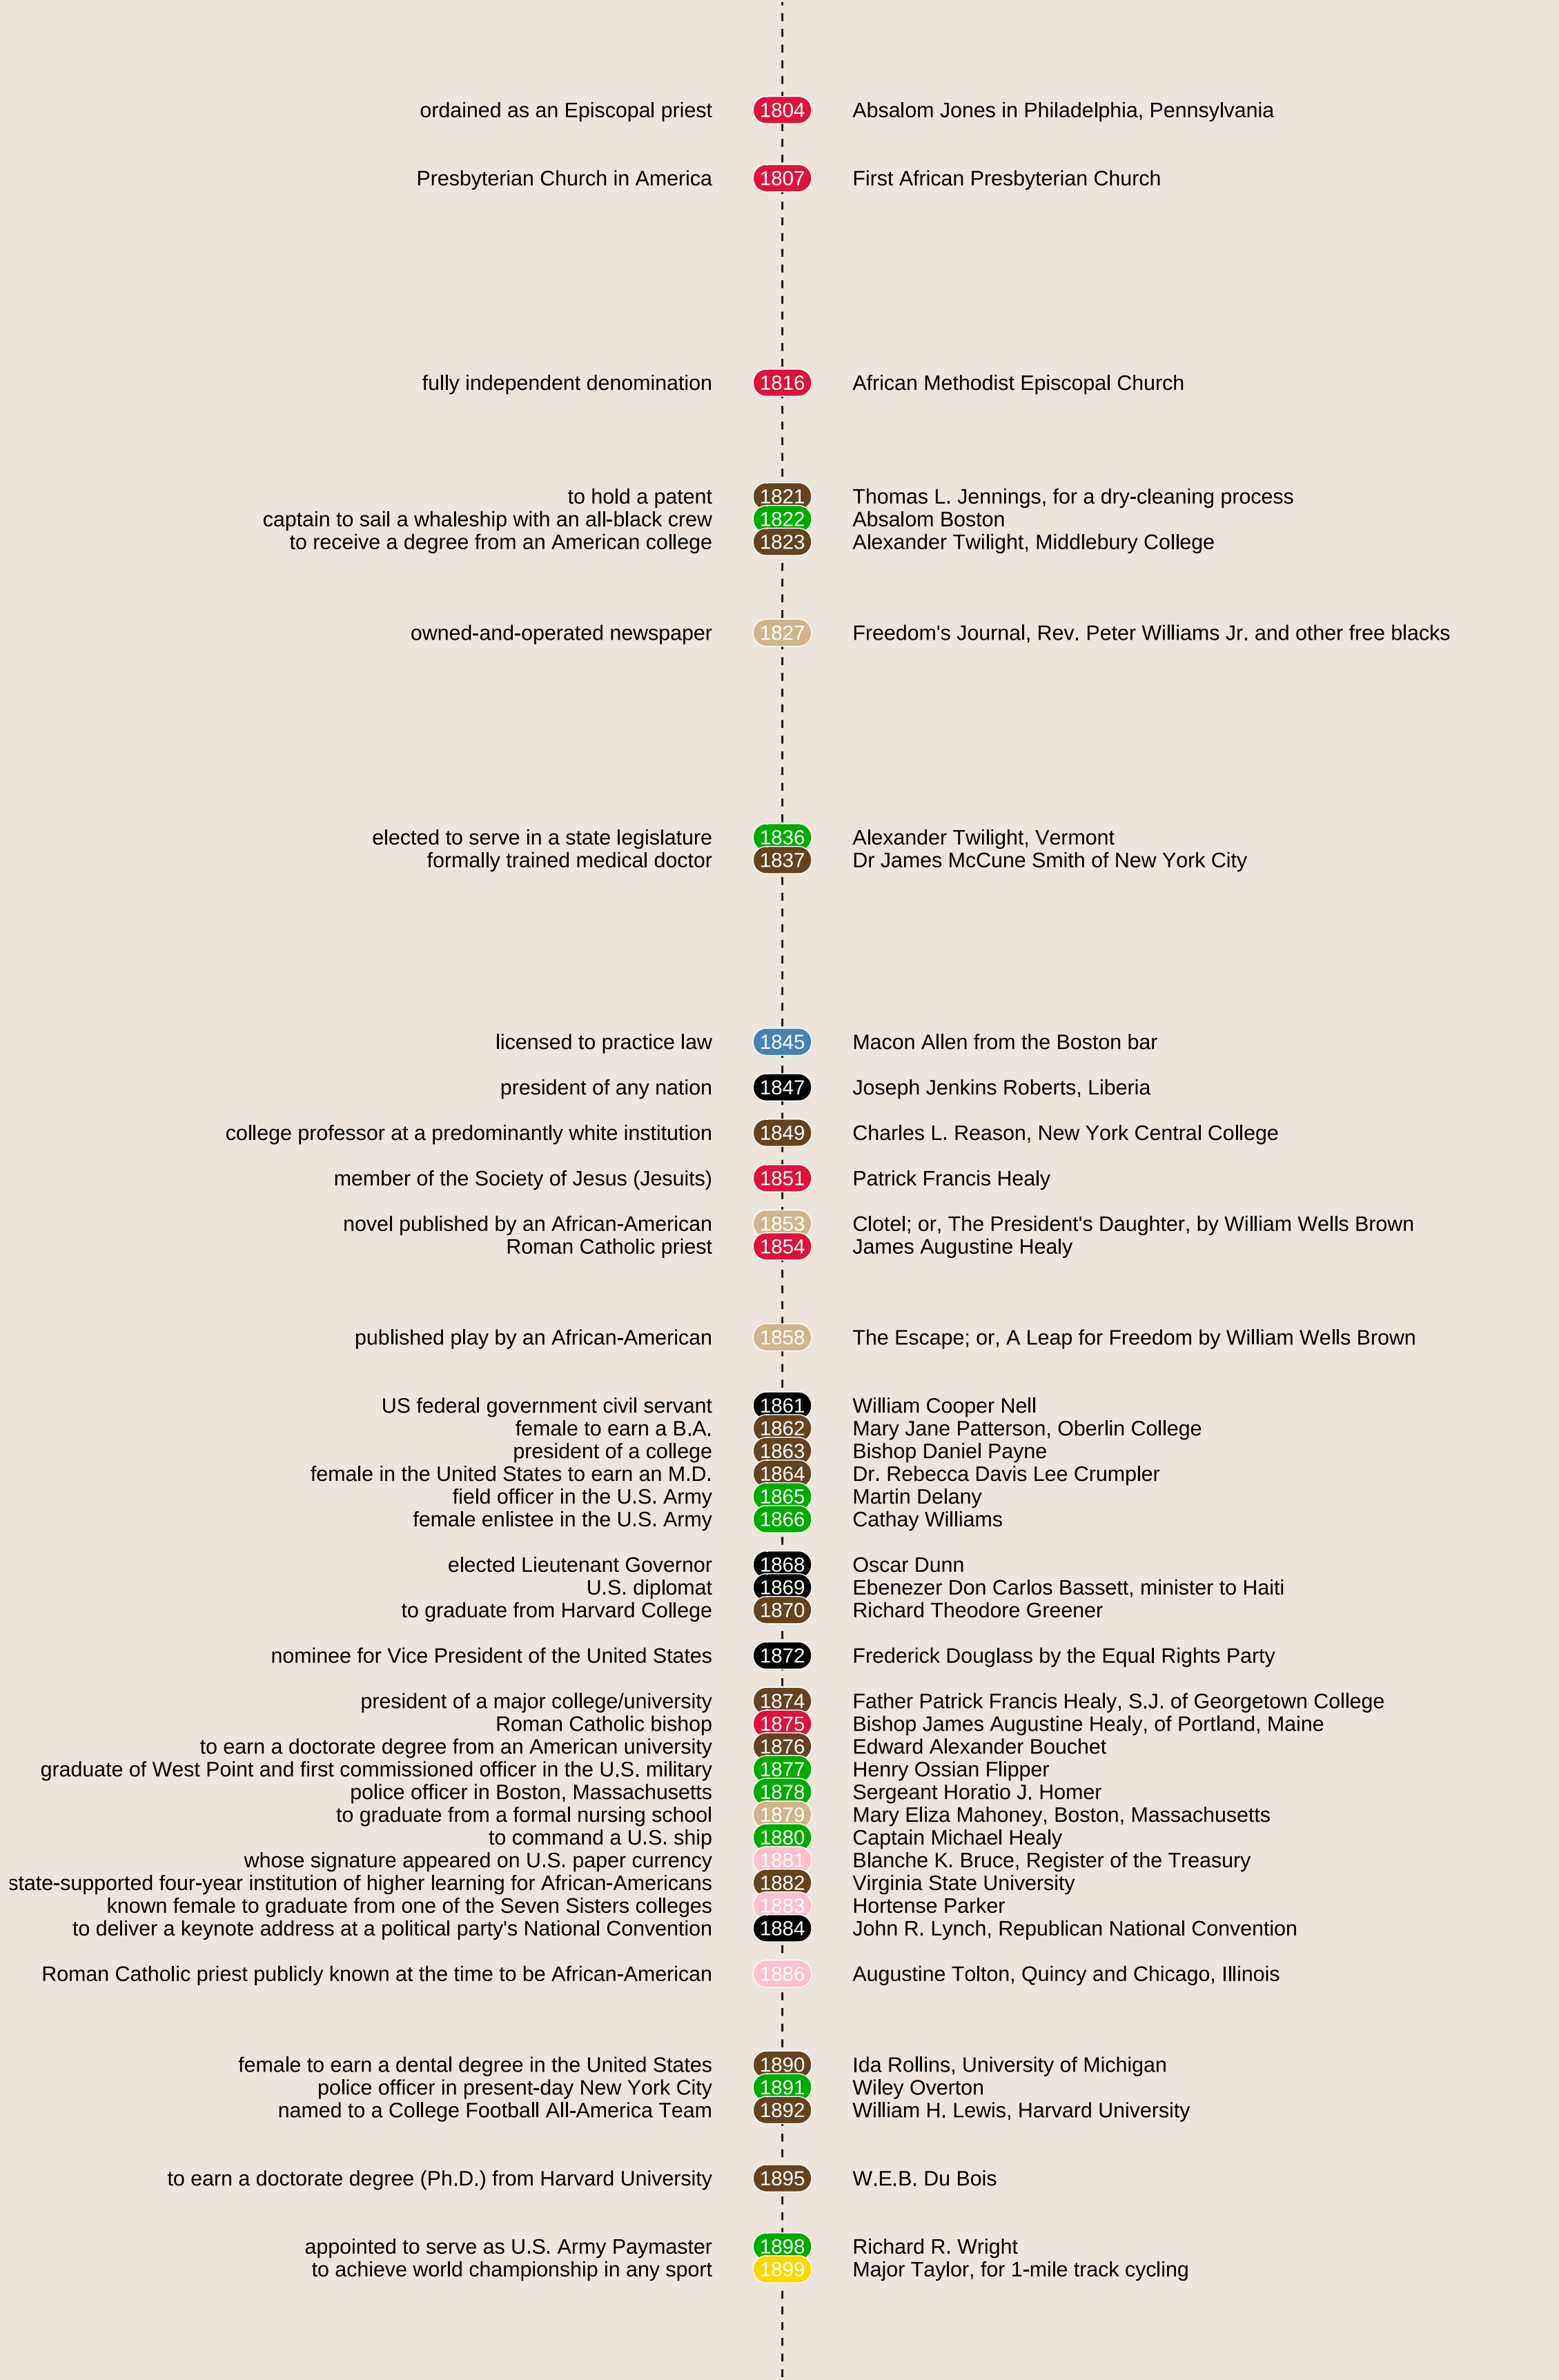 ordained as an Episcopal priest 1804 Absalom Jones in Philadelphia, Pennsylvania
Presbyterian Church in America 1807 First African Presbyterian Church
fully independent denomination 1816 African Methodist Episcopal Church
to hold a patent 1821 Thomas L. Jennings, for a dry-cleaning process
captain to sail a whaleship with an all-black crew 1822 Absalom Boston
to receive a degree from an American college 1823 Alexander Twilight, Middlebury College
owned-and-operated newspaper 1827 Freedom's Journal, Rev. Peter Williams Jr. and other free blacks
elected to serve in a state legislature 1836 Alexander Twilight, Vermont
formally trained medical doctor 1837 Dr James McCune Smith of New York City
licensed to practice law 1845 Macon Allen from the Boston bar
president of any nation 1847 Joseph Jenkins Roberts, Liberia
college professor at a predominantly white institution 1849 Charles L. Reason, New York Central College
member of the Society of Jesus (Jesuits) 1851 Patrick Francis Healy
novel published by an African-American 1853 Clotel; or, The President's Daughter, by William Wells Brown
Roman Catholic priest 1854 James Augustine Healy
published play by an African-American 1858 The Escape; or, A Leap for Freedom by William Wells Brown
US federal government civil servant 1861 William Cooper Nell
female to earn a B.A. 1862 Mary Jane Patterson, Oberlin College
president of a college 1863 Bishop Daniel Payne
female in the United States to earn an M.D. 1864 Dr. Rebecca Davis Lee Crumpler
field officer in the U.S. Army 1865 Martin Delany
female enlistee in the U.S. Army 1866 Cathay Williams
elected Lieutenant Governor 1868 Oscar Dunn
U.S. diplomat 1869 Ebenezer Don Carlos Bassett, minister to Haiti
to graduate from Harvard College 1870 Richard Theodore Greener
nominee for Vice President of the United States 1872 Frederick Douglass by the Equal Rights Party
president of a major college/university 1874 Father Patrick Francis Healy, S.J. of Georgetown College
Roman Catholic bishop 1875 Bishop James Augustine Healy, of Portland, Maine
to earn a doctorate degree from an American university 1876 Edward Alexander Bouchet
graduate of West Point and first commissioned officer in the U.S. military 1877 Henry Ossian Flipper
police officer in Boston, Massachusetts 1878 Sergeant Horatio J. Homer
to graduate from a formal nursing school 1879 Mary Eliza Mahoney, Boston, Massachusetts
to command a U.S. ship 1880 Captain Michael Healy
whose signature appeared on U.S. paper currency 1881 Blanche K. Bruce, Register of the Treasury
state-supported four-year institution of higher learning for African-Americans 1882 Virginia State University
known female to graduate from one of the Seven Sisters colleges 1883 Hortense Parker
to deliver a keynote address at a political party's National Convention 1884 John R. Lynch, Republican National Convention
Roman Catholic priest publicly known at the time to be African-American 1886 Augustine Tolton, Quincy and Chicago, Illinois
female to earn a dental degree in the United States 1890 Ida Rollins, University of Michigan
police officer in present-day New York City 1891 Wiley Overton
named to a College Football All-America Team 1892 William H. Lewis, Harvard University
to earn a doctorate degree (Ph.D.) from Harvard University 1895 W.E.B. Du Bois
appointed to serve as U.S. Army Paymaster 1898 Richard R. Wright
to achieve world championship in any sport 1899 Major Taylor, for 1-mile track cycling